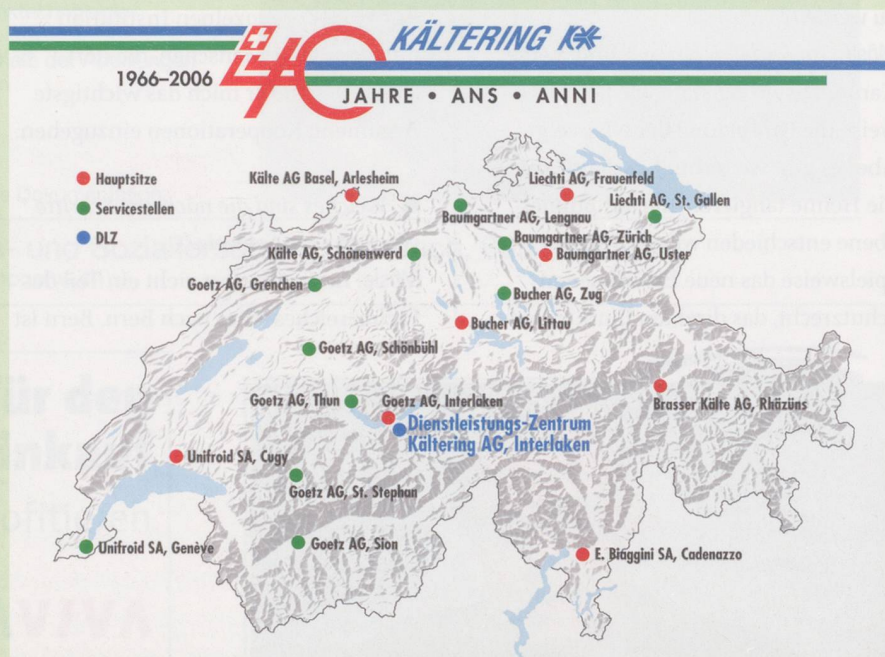 KÄLTERING
1966–2006
40
JAHRE • ANS • ANNI
Hauptsitze
Servicestellen
DLZ
Kälte AG Basel, Arlesheim
Liechti AG, Frauenfeld
Liechti AG, St. Gallen
Baumgartner AG, Lengnau
Baumgartner AG, Zürich
Baumgartner AG, Uster
Kälte AG, Schönenwerd
Goetz AG, Grenchen
Bucher AG, Zug
Bucher AG, Littau
Goetz AG, Schönbühl
Goetz AG, Thun
Goetz AG, Interlaken
Brasser Kälte AG, Rhäzüns
Dienstleistungs-Zentrum
Kältering AG, Interlaken
Unifroid SA, Cugy
Goetz AG, St. Stephan
Unifroid SA, Genève
Goetz AG, Sion
E. Biaggini SA, Cadenazzo